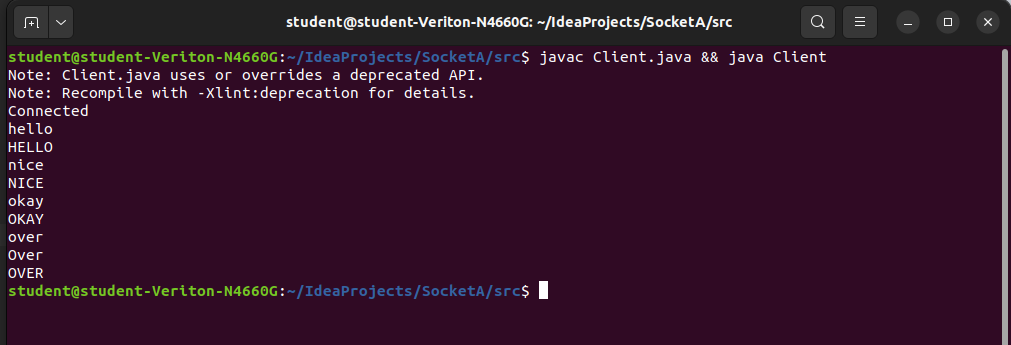 student@student-Veriton-N4660G: ~/IdeaProjects/SocketA/src
student@student-Veriton-N4660G:~/IdeaProjects/SocketA/src$ javac Client.java && java Client
Note: Client.java uses or overrides a deprecated API.
Note: Recompile with -Xlint:deprecation for details.
Connected
hello
HELLO
nice
NICE
okay
OKAY
over
Over
OVER
student@student-Veriton-N4660G:~/IdeaProjects/SocketA/src$